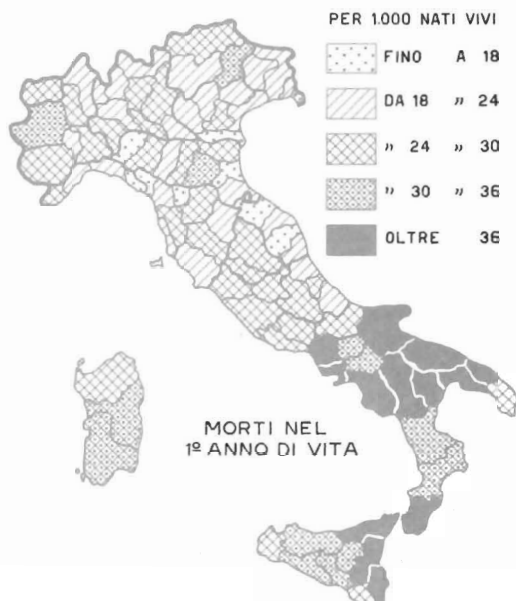 PER 1.000 NATI VIVI
FINO A 18
DA 18 " 24
" 24 " 30
" 30 " 36
OLTRE 36
MORTI NEL
1º ANNO DI VITA